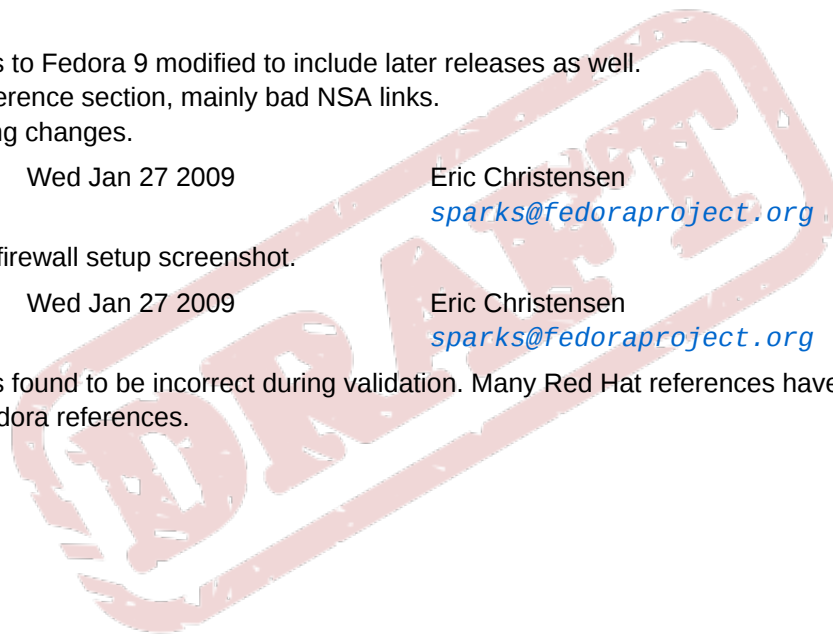 s to Fedora 9 modified to include later releases as well.
erence section, mainly bad NSA links.
ng changes.
Wed Jan 27 2009 Eric Christensen
sparks@fedoraproject.org
firewall setup screenshot.
Wed Jan 27 2009 Eric Christensen
sparks@fedoraproject.org
s found to be incorrect during validation. Many Red Hat references have
dora references.
DRAFT